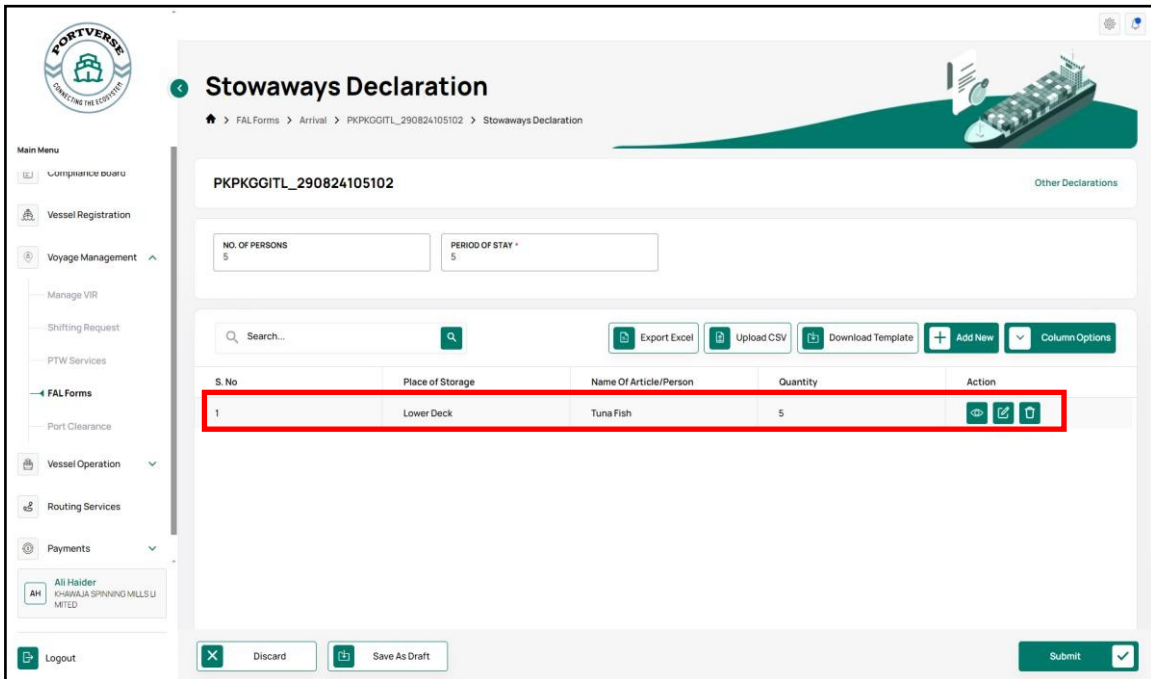 PORTVERSE
CONNECTING THE ECOSYSTEM
Stowaways Declaration
> FAL Forms > Arrival > PKPKGGITL_290824105102 > Stowaways Declaration
Main Menu
Compliance Board
Vessel Registration
Voyage Management
Manage VIR
Shifting Request
PTW Services
FAL Forms
Port Clearance
Vessel Operation
Routing Services
Payments
AH
Ali Haider
KHAWAJA SPINNING MILLS LI
MITED
Logout
PKPKGGITL_290824105102
Other Declarations
NO. OF PERSONS
5
PERIOD OF STAY *
5
Search...
Export Excel
Upload CSV
Download Template
Add New
Column Options
S. No Place of Storage Name Of Article/Person Quantity Action
1 Lower Deck Tuna Fish 5
Discard
Save As Draft
Submit